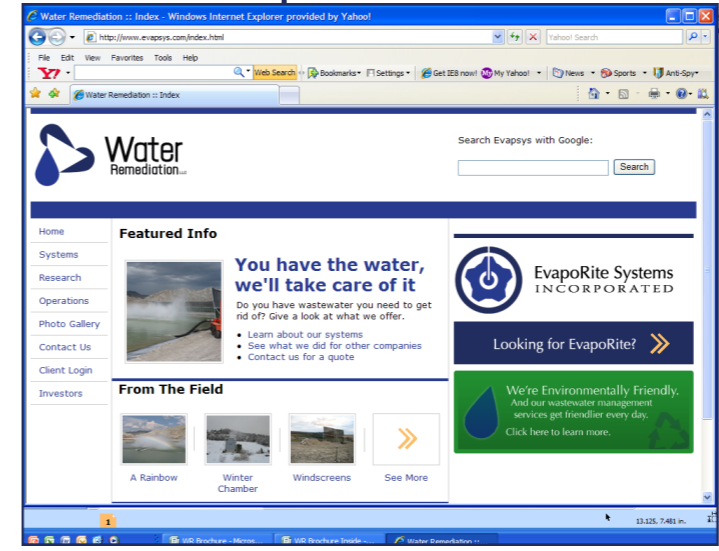 Water Remediation :: Index - Windows Internet Explorer provided by Yahoo!
http://www.evapsys.com/index.html
Yahoo! Search
File Edit View Favorites Tools Help
Y7 Web Search Bookmarks Settings Get IE8 now! My Yahoo! News Sports Anti-Spy
Water Remediation :: Index
Water
Remediation LLC
Search Evapsys with Google:
Search
Home
Systems
Research
Operations
Photo Gallery
Contact Us
Client Login
Investors
Featured Info
You have the water,
we'll take care of it
Do you have wastewater you need to get
rid of? Give a look at what we offer.
• Learn about our systems
• See what we did for other companies
• Contact us for a quote
From The Field
A Rainbow
Winter
Chamber
Windscreens
See More
EvapoRite Systems
INCORPORATED
Looking for EvapoRite?
We're Environmentally Friendly.
And our wastewater management
services get friendlier every day.
Click here to learn more.
1
13.125, 7.481 in.
WR Brochure - Micros...
WR Brochure Inside -...
Water Remediation ::